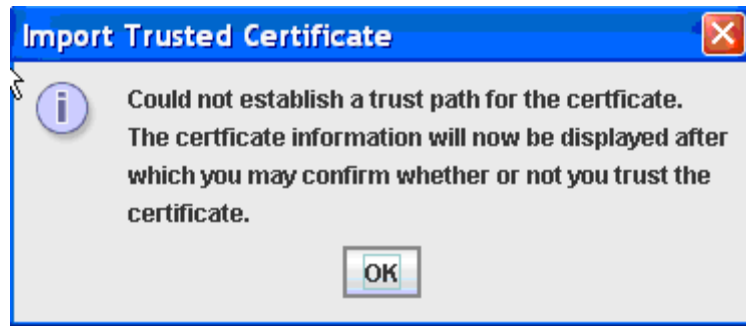 Import Trusted Certificate
Could not establish a trust path for the certficate.
The certficate information will now be displayed after
which you may confirm whether or not you trust the
certificate.
OK